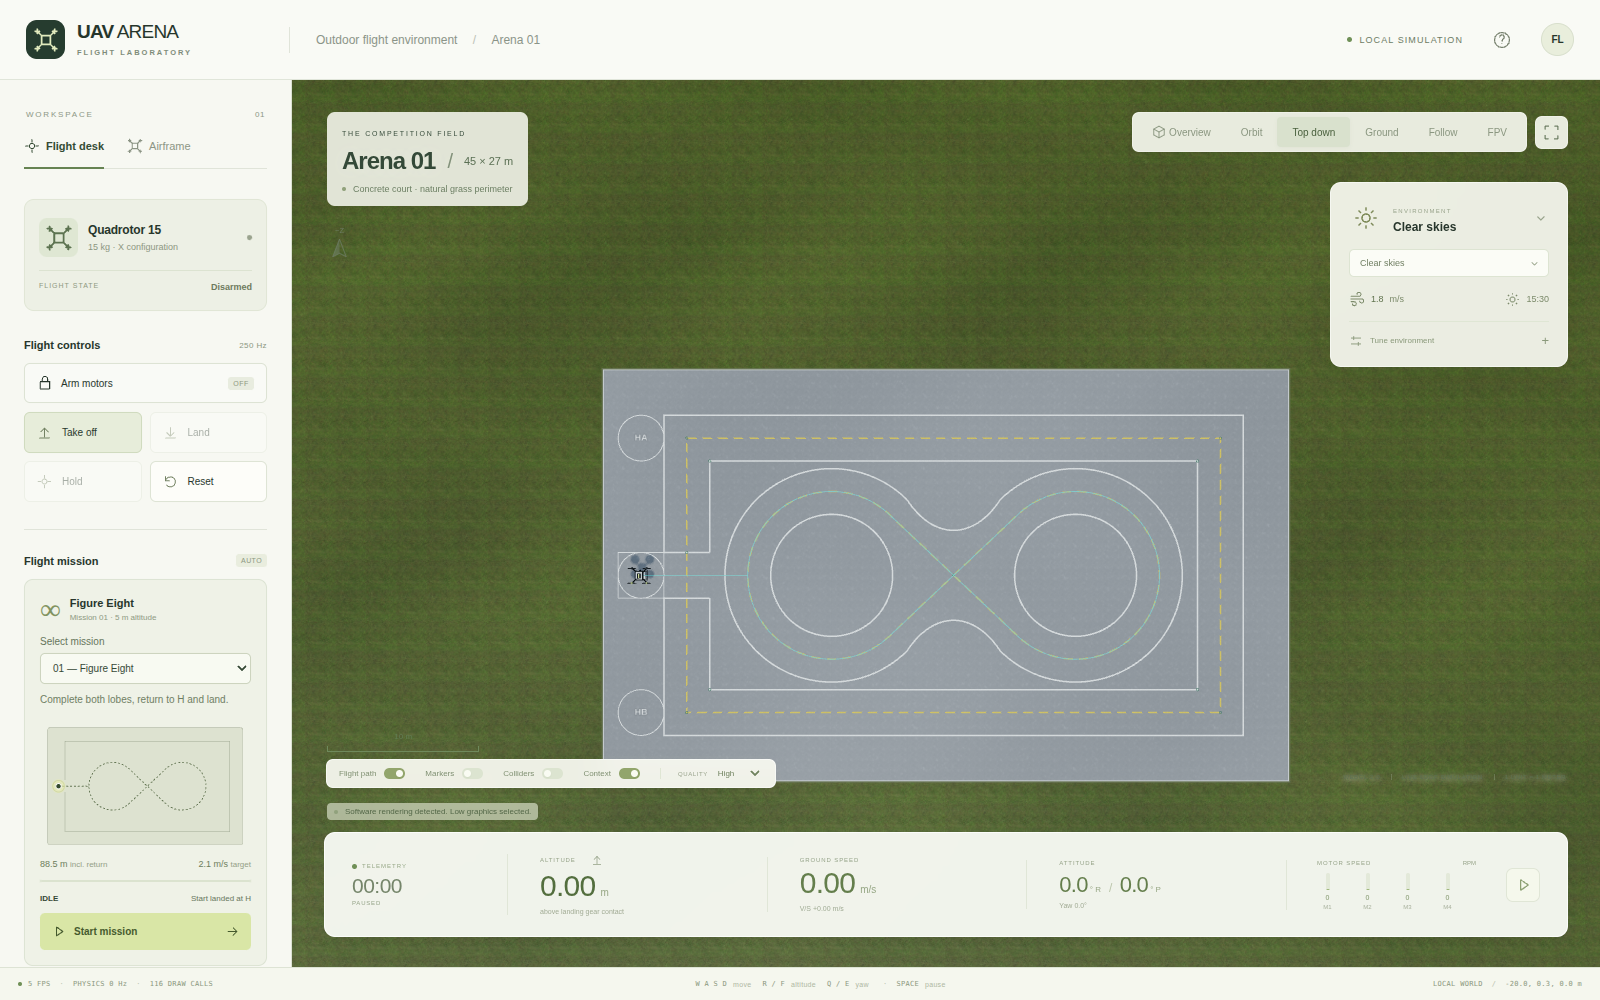 UAV ARENA
FLIGHT LABORATORY
Outdoor flight environment / Arena 01
LOCAL SIMULATION
FL
WORKSPACE 01
Flight desk
Airframe
Quadrotor 15
15 kg · X configuration
FLIGHT STATE Disarmed
Flight controls 250 Hz
Arm motors OFF
Take off
Land
Hold
Reset
Flight mission AUTO
Figure Eight
Mission 01 · 5 m altitude
Select mission
01 — Figure Eight
Complete both lobes, return to H and land.
88.5 m incl. return 2.1 m/s target
IDLE Start landed at H
Start mission
THE COMPETITION FIELD
Arena 01 / 45 × 27 m
Concrete court · natural grass perimeter
Overview Orbit Top down Ground Follow FPV
ENVIRONMENT
Clear skies
Clear skies
1.8 m/s 15:30
Tune environment +
HA
HB
Flight path Markers Colliders Context QUALITY High
Software rendering detected. Low graphics selected.
TELEMETRY
00:00
PAUSED
ALTITUDE
0.00 m
above landing gear contact
GROUND SPEED
0.00 m/s
V/S +0.00 m/s
ATTITUDE
0.0° R / 0.0° P
Yaw 0.0°
MOTOR SPEED RPM
0 0 0 0
M1 M2 M3 M4
5 FPS · PHYSICS 0 Hz · 116 DRAW CALLS
W A S D move R / F altitude Q / E yaw · SPACE pause
LOCAL WORLD / -20.0, 0.3, 0.0 m